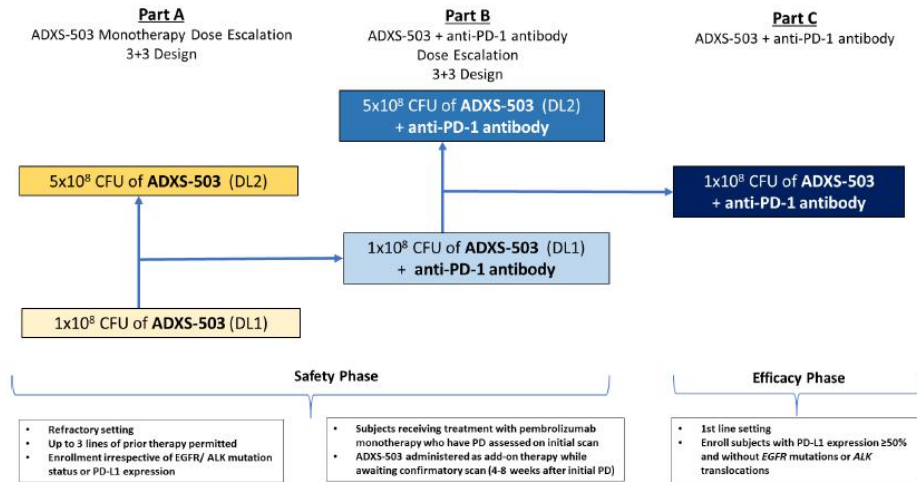 Part A
ADXS-503 Monotherapy Dose Escalation
3+3 Design
Part B
ADXS-503 + anti-PD-1 antibody
Dose Escalation
3+3 Design
Part C
ADXS-503 + anti-PD-1 antibody
5x10⁸ CFU of ADXS-503 (DL2)
+ anti-PD-1 antibody
5x10⁸ CFU of ADXS-503 (DL2)
1x10⁸ CFU of ADXS-503
+ anti-PD-1 antibody
1x10⁸ CFU of ADXS-503 (DL1)
+ anti-PD-1 antibody
1x10⁸ CFU of ADXS-503 (DL1)
Safety Phase
Efficacy Phase
• Refractory setting
• Up to 3 lines of prior therapy permitted
• Enrollment irrespective of EGFR/ ALK mutation
status or PD-L1 expression
• Subjects receiving treatment with pembrolizumab
monotherapy who have PD assessed on initial scan
• ADXS-503 administered as add-on therapy while
awaiting confirmatory scan (4-8 weeks after initial PD)
• 1st line setting
• Enroll subjects with PD-L1 expression ≥50%
and without EGFR mutations or ALK
translocations